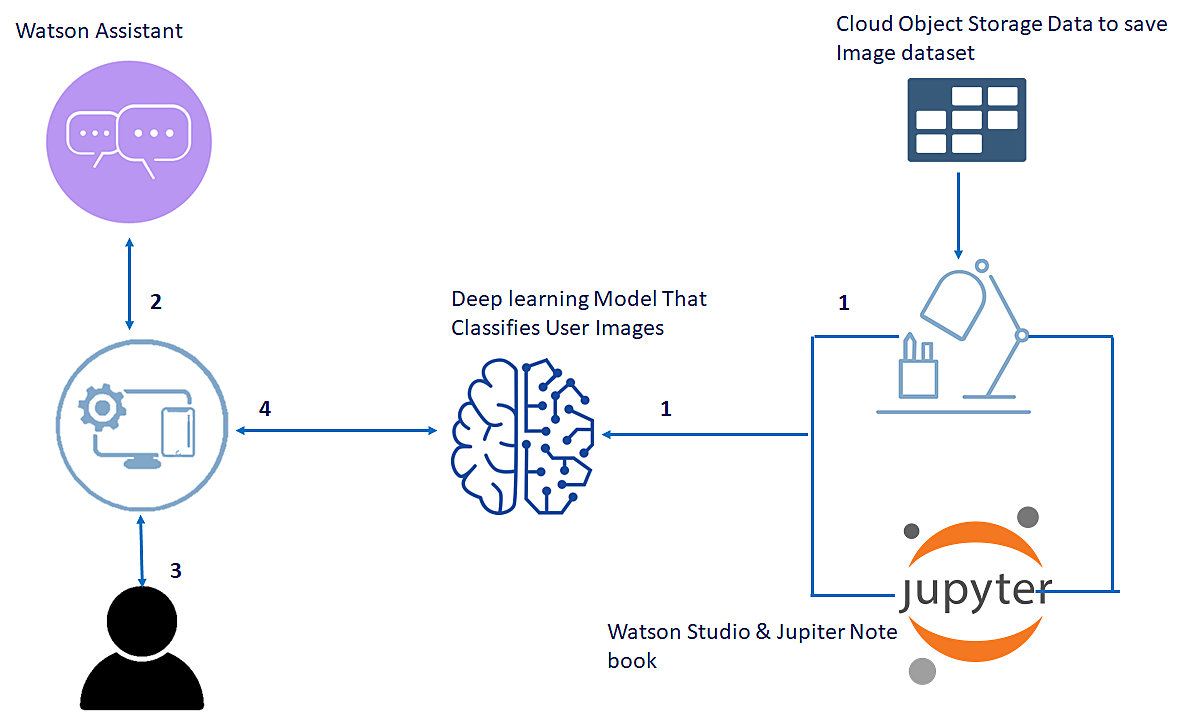 Watson Assistant
Cloud Object Storage Data to save
Image dataset
2
Deep learning Model That
Classifies User Images
1
4
1
3
jupyter
Watson Studio & Jupiter Note
book